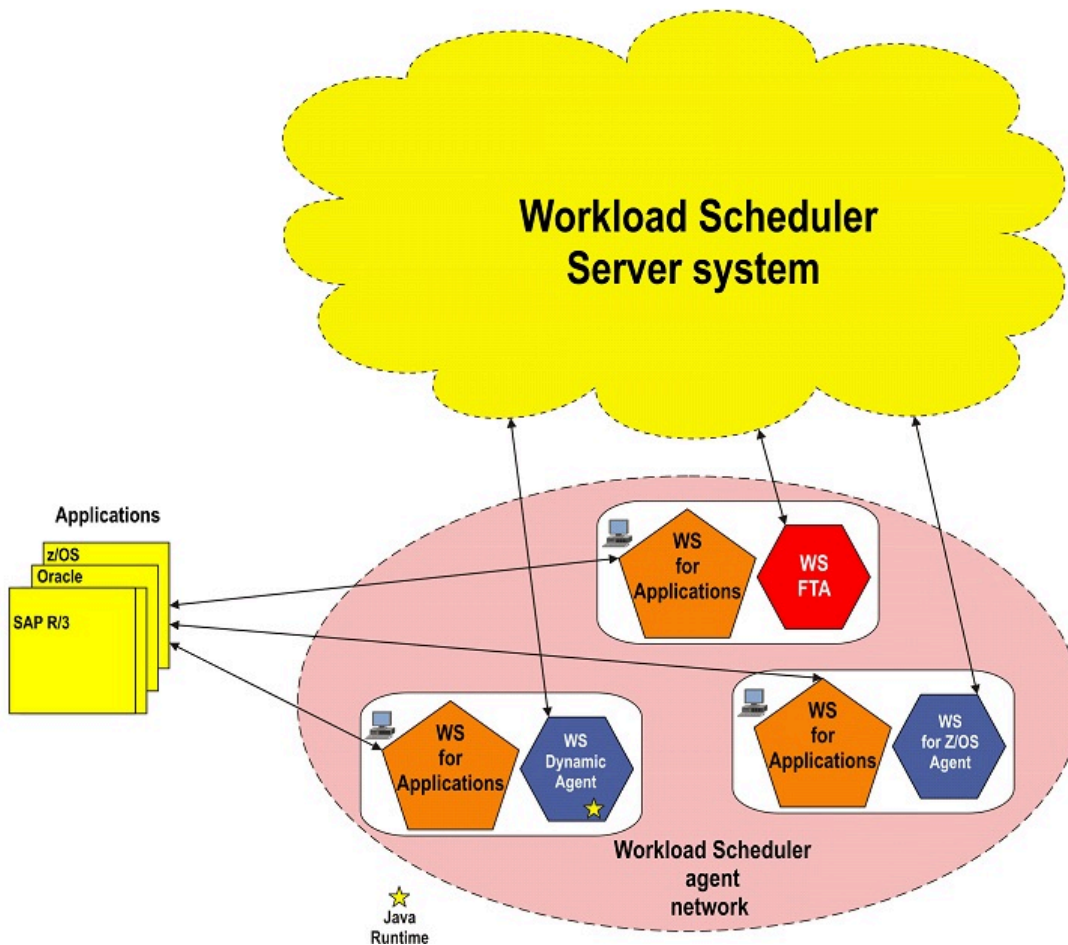 Workload Scheduler
Server system
Applications
z/OS
Oracle
SAP R/3
WS
for
Applications
WS
FTA
WS
for
Applications
WS
Dynamic
Agent
WS
for
Applications
WS
for Z/OS
Agent
Workload Scheduler
agent
network
Java
Runtime